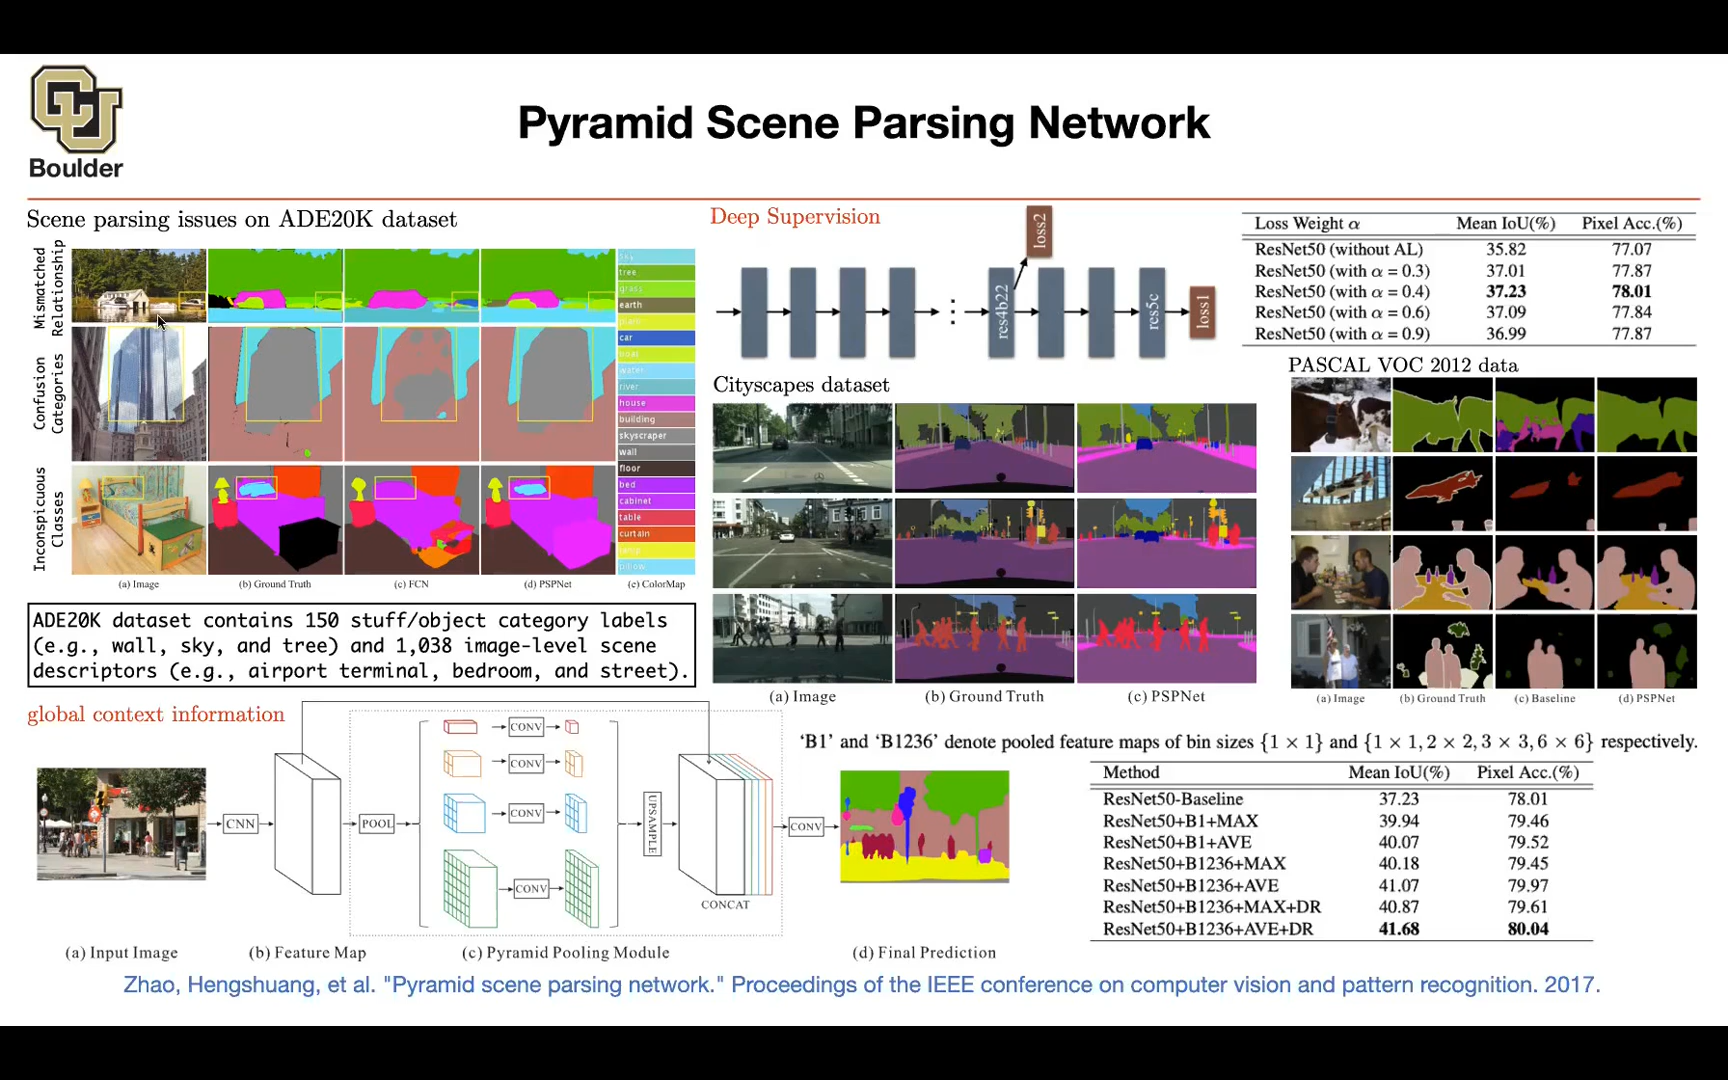 CU
Boulder
Pyramid Scene Parsing Network
Scene parsing issues on ADE20K dataset
Mismatched
Relationship
Confusion
Categories
Inconspicuous
Classes
sky
tree
grass
earth
plant
car
boat
water
river
house
building
skyscraper
wall
floor
bed
cabinet
table
curtain
lamp
pillow
(a) Image
(b) Ground Truth
(c) FCN
(d) PSPNet
(e) ColorMap
ADE20K dataset contains 150 stuff/object category labels
(e.g., wall, sky, and tree) and 1,038 image-level scene
descriptors (e.g., airport terminal, bedroom, and street).
Deep Supervision
loss2
res4b22
res5c
loss1
Loss Weight α Mean IoU(%) Pixel Acc.(%)
ResNet50 (without AL) 35.82 77.07
ResNet50 (with α = 0.3) 37.01 77.87
ResNet50 (with α = 0.4) 37.23 78.01
ResNet50 (with α = 0.6) 37.09 77.84
ResNet50 (with α = 0.9) 36.99 77.87
Cityscapes dataset
(a) Image
(b) Ground Truth
(c) PSPNet
PASCAL VOC 2012 data
(a) Image
(b) Ground Truth
(c) Baseline
(d) PSPNet
global context information
CNN
POOL
CONV
CONV
CONV
CONV
UPSAMPLE
CONCAT
CONV
(a) Input Image
(b) Feature Map
(c) Pyramid Pooling Module
(d) Final Prediction
‘B1’ and ‘B1236’ denote pooled feature maps of bin sizes {1 × 1} and {1 × 1, 2 × 2, 3 × 3, 6 × 6} respectively.
Method Mean IoU(%) Pixel Acc.(%)
ResNet50-Baseline 37.23 78.01
ResNet50+B1+MAX 39.94 79.46
ResNet50+B1+AVE 40.07 79.52
ResNet50+B1236+MAX 40.18 79.45
ResNet50+B1236+AVE 41.07 79.97
ResNet50+B1236+MAX+DR 40.87 79.61
ResNet50+B1236+AVE+DR 41.68 80.04
Zhao, Hengshuang, et al. "Pyramid scene parsing network." Proceedings of the IEEE conference on computer vision and pattern recognition. 2017.